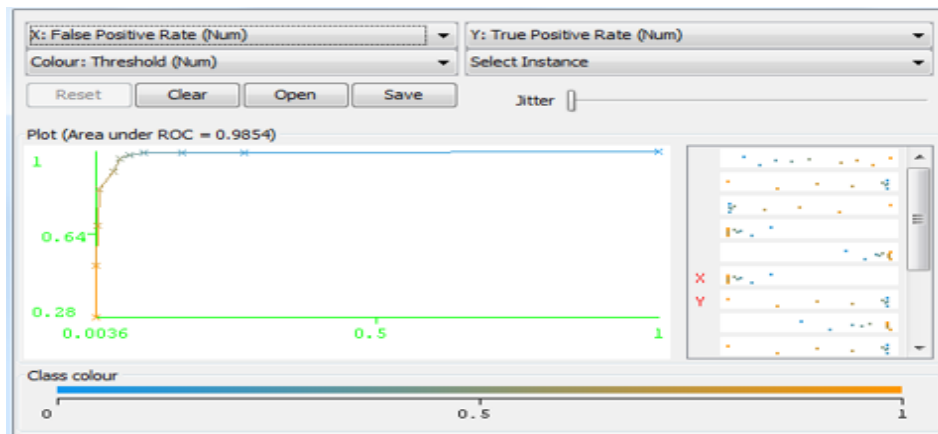 X: False Positive Rate (Num)
Y: True Positive Rate (Num)
Colour: Threshold (Num)
Select Instance
Reset
Clear
Open
Save
Jitter
Plot (Area under ROC = 0.9854)
1
0.64
0.28
0.0036
0.5
1
X
Y
Class colour
0
0.5
1